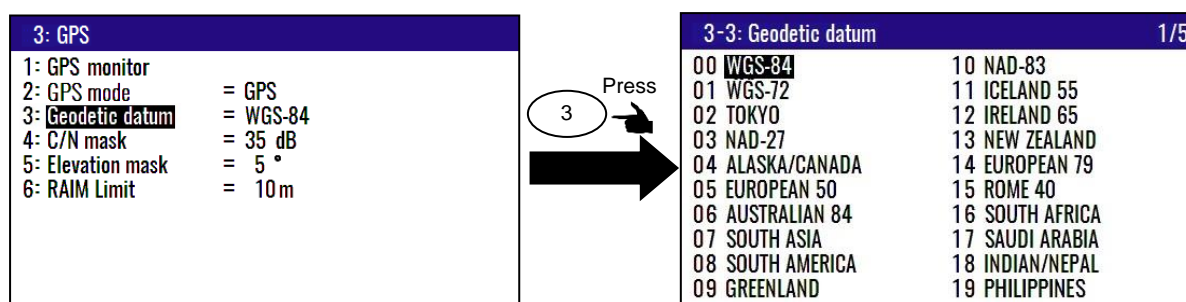 3: GPS
1: GPS monitor
2: GPS mode = GPS
3: Geodetic datum = WGS-84
4: C/N mask = 35 dB
5: Elevation mask = 5 °
6: RAIM Limit = 10m
Press
3
3-3: Geodetic datum 1/5
00 WGS-84 10 NAD-83
01 WGS-72 11 ICELAND 55
02 TOKYO 12 IRELAND 65
03 NAD-27 13 NEW ZEALAND
04 ALASKA/CANADA 14 EUROPEAN 79
05 EUROPEAN 50 15 ROME 40
06 AUSTRALIAN 84 16 SOUTH AFRICA
07 SOUTH ASIA 17 SAUDI ARABIA
08 SOUTH AMERICA 18 INDIAN/NEPAL
09 GREENLAND 19 PHILIPPINES